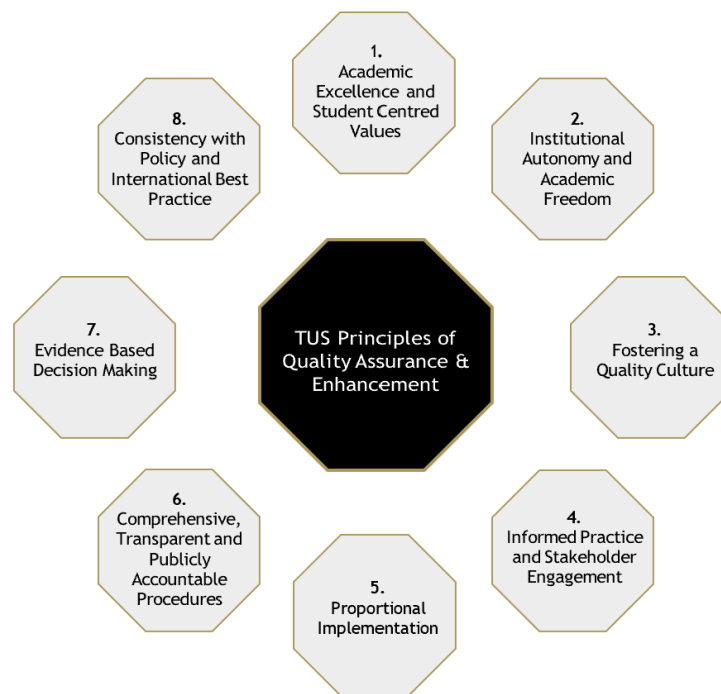 1.
Academic
Excellence and
Student Centred
Values
2.
Institutional
Autonomy and
Academic
Freedom
3.
Fostering a
Quality Culture
4.
Informed Practice
and Stakeholder
Engagement
5.
Proportional
Implementation
6.
Comprehensive,
Transparent and
Publicly
Accountable
Procedures
7.
Evidence Based
Decision Making
8.
Consistency with
Policy and
International Best
Practice
TUS Principles of
Quality Assurance &
Enhancement